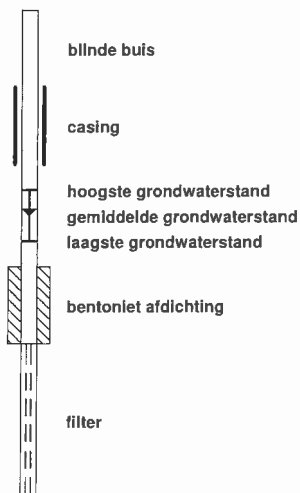 blinde buis
casing
hoogste grondwaterstand
gemiddelde grondwaterstand
laagste grondwaterstand
bentoniet afdichting
filter